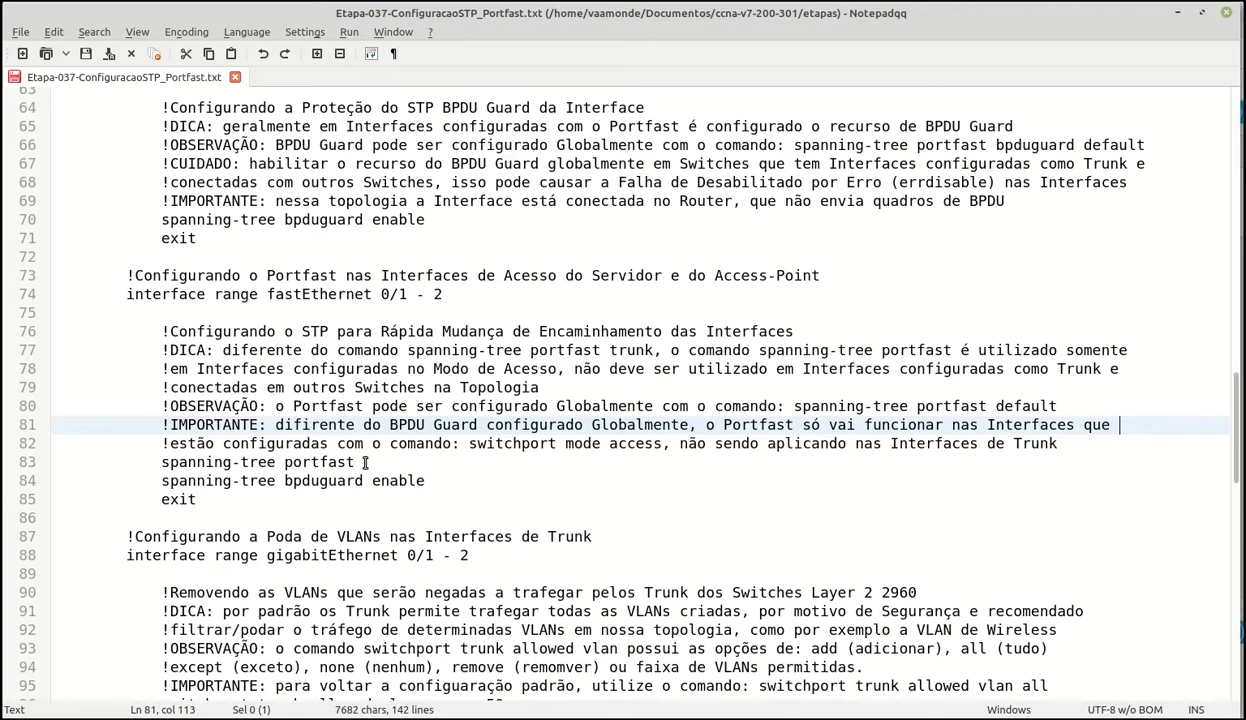 Etapa-037-ConfiguracaoSTP_Portfast.txt (/home/vaamonde/Documentos/ccna-v7-200-301/etapas) - Notepadqq
File Edit Search View Encoding Language Settings Run Window ?
Etapa-037-ConfiguracaoSTP_Portfast.txt
63
64 !Configurando a Proteção do STP BPDU Guard da Interface
65 !DICA: geralmente em Interfaces configuradas com o Portfast é configurado o recurso de BPDU Guard
66 !OBSERVAÇÃO: BPDU Guard pode ser configurado Globalmente com o comando: spanning-tree portfast bpduguard default
67 !CUIDADO: habilitar o recurso do BPDU Guard globalmente em Switches que tem Interfaces configuradas como Trunk e
68 !conectadas com outros Switches, isso pode causar a Falha de Desabilitado por Erro (errdisable) nas Interfaces
69 !IMPORTANTE: nessa topologia a Interface está conectada no Router, que não envia quadros de BPDU
70 spanning-tree bpduguard enable
71 exit
72
73 !Configurando o Portfast nas Interfaces de Acesso do Servidor e do Access-Point
74 interface range fastEthernet 0/1 - 2
75
76 !Configurando o STP para Rápida Mudança de Encaminhamento das Interfaces
77 !DICA: diferente do comando spanning-tree portfast trunk, o comando spanning-tree portfast é utilizado somente
78 !em Interfaces configuradas no Modo de Acesso, não deve ser utilizado em Interfaces configuradas como Trunk e
79 !conectadas em outros Switches na Topologia
80 !OBSERVAÇÃO: o Portfast pode ser configurado Globalmente com o comando: spanning-tree portfast default
81 !IMPORTANTE: difirente do BPDU Guard configurado Globalmente, o Portfast só vai funcionar nas Interfaces que
82 !estão configuradas com o comando: switchport mode access, não sendo aplicando nas Interfaces de Trunk
83 spanning-tree portfast
84 spanning-tree bpduguard enable
85 exit
86
87 !Configurando a Poda de VLANs nas Interfaces de Trunk
88 interface range gigabitEthernet 0/1 - 2
89
90 !Removendo as VLANs que serão negadas a trafegar pelos Trunk dos Switches Layer 2 2960
91 !DICA: por padrão os Trunk permite trafegar todas as VLANs criadas, por motivo de Segurança e recomendado
92 !filtrar/podar o tráfego de determinadas VLANs em nossa topologia, como por exemplo a VLAN de Wireless
93 !OBSERVAÇÃO: o comando switchport trunk allowed vlan possui as opções de: add (adicionar), all (tudo)
94 !except (exceto), none (nenhum), remove (remomver) ou faixa de VLANs permitidas.
95 !IMPORTANTE: para voltar a configuaração padrão, utilize o comando: switchport trunk allowed vlan all
Text Ln 81, col 113 Sel 0 (1) 7682 chars, 142 lines Windows UTF-8 w/o BOM INS